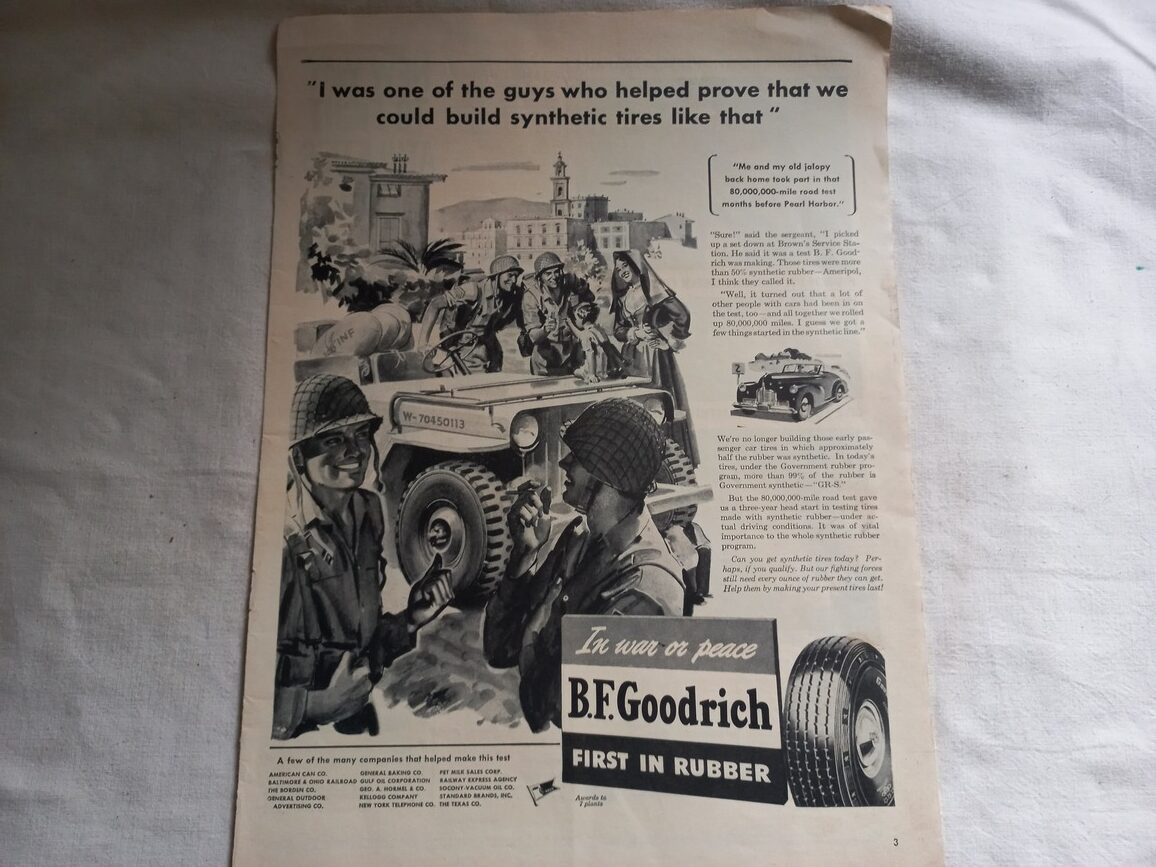 "I was one of the guys who helped prove that we
could build synthetic tires like that"
"Me and my old jalopy
back home took part in that
80,000,000-mile road test
months before Pearl Harbor."
"Sure!" said the sergeant, "I picked
up a set down at Brown's Service Sta-
tion. He said it was a test B. F. Good-
rich was making. Those tires were more
than 50% synthetic rubber—Ameripol,
I think they called it.
"Well, it turned out that a lot of
other people with cars had been in on
the test, too—and all together we rolled
up 80,000,000 miles. I guess we got a
few things started in the synthetic line."
INF
W-70450113
2
We're no longer building those early pas-
senger car tires in which approximately
half the rubber was synthetic. In today's
tires, under the Government rubber pro-
gram, more than 99% of the rubber is
Government synthetic—"GR-S."
But the 80,000,000-mile road test gave
us a three-year head start in testing tires
made with synthetic rubber—under ac-
tual driving conditions. It was of vital
importance to the whole synthetic rubber
program.
Can you get synthetic tires today? Per-
haps, if you qualify. But our fighting forces
still need every ounce of rubber they can get.
Help them by making your present tires last!
In war or peace
B.F. Goodrich
FIRST IN RUBBER
A few of the many companies that helped make this test
AMERICAN CAN CO.
BALTIMORE & OHIO RAILROAD
THE BORDEN CO.
GENERAL OUTDOOR
ADVERTISING CO.
GENERAL BAKING CO.
GULF OIL CORPORATION
GEO. A. HORMEL & CO.
KELLOGG COMPANY
NEW YORK TELEPHONE CO.
PET MILK SALES CORP.
RAILWAY EXPRESS AGENCY
SOCONY-VACUUM OIL CO.
STANDARD BRANDS, INC.
THE TEXAS CO.
Awards to
7 plants
3